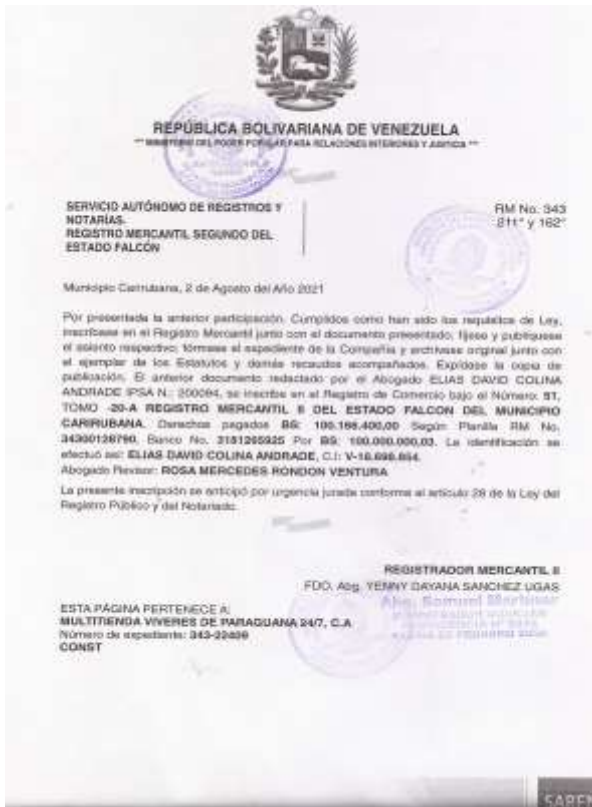 REPÚBLICA BOLIVARIANA DE VENEZUELA
** MINISTERIO DEL PODER POPULAR PARA RELACIONES INTERIORES Y JUSTICIA **
SERVICIO AUTÓNOMO DE REGISTROS Y
NOTARÍAS.
REGISTRO MERCANTIL SEGUNDO DEL
ESTADO FALCÓN
RM No. 343
211° y 162°
Municipio Carirubana, 2 de Agosto del Año 2021
Por presentada la anterior participación. Cumplidos como han sido los requisitos de Ley,
inscríbase en el Registro Mercantil junto con el documento presentado; fíjese y publíquese
el asiento respectivo; fórmese el expediente de la Compañía y archívese original junto con
el ejemplar de los Estatutos y demás recaudos acompañados. Expídase la copia de
publicación. El anterior documento redactado por el Abogado ELIAS DAVID COLINA
ANDRADE IPSA N.: 200094, se inscribe en el Registro de Comercio bajo el Número: 51,
TOMO -20-A REGISTRO MERCANTIL II DEL ESTADO FALCON DEL MUNICIPIO
CARIRUBANA. Derechos pagados BS: 100.166.400,00 Según Planilla RM No.
Banco No. Por BS: 100.000.000,03. La identificación se
efectuó así: ELIAS DAVID COLINA ANDRADE, C.I:
Abogado Revisor: ROSA MERCEDES RONDON VENTURA
La presente inscripción se anticipó por urgencia jurada conforme al artículo 28 de la Ley del
Registro Público y del Notariado.
REGISTRADOR MERCANTIL II
FDO. Abg. YENNY DAYANA SANCHEZ UGAS
ESTA PÁGINA PERTENECE A:
MULTITIENDA VIVERES DE PARAGUANA 24/7, C.A
Número de expediente:
CONST
Abg. Samuel
SAREN